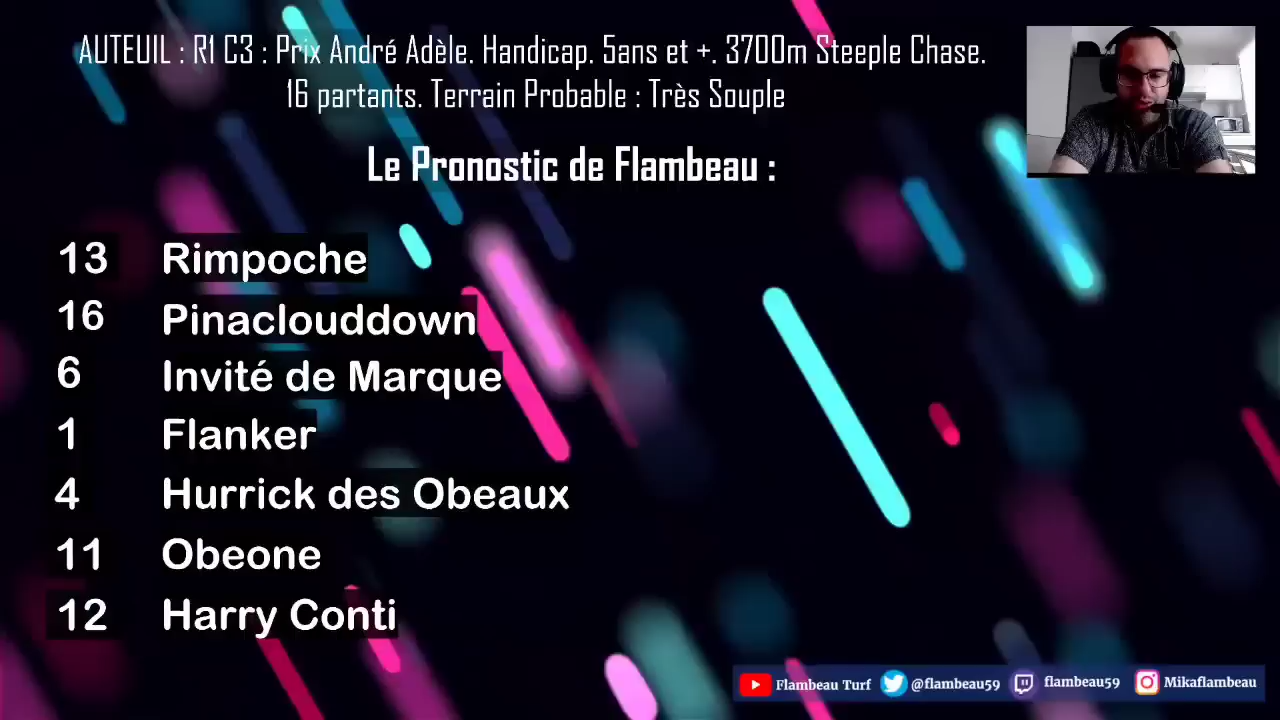 AUTEUIL : R1 C3 : Prix André Adèle. Handicap. 5ans et +. 3700m Steeple Chase.
16 partants. Terrain Probable : Très Souple
Le Pronostic de Flambeau :
13 Rimpoche
16 Pinaclouddown
6 Invité de Marque
1 Flanker
4 Hurrick des Obeaux
11 Obeone
12 Harry Conti
Flambeau Turf @flambeau59 flambeau59 Mikaflambeau